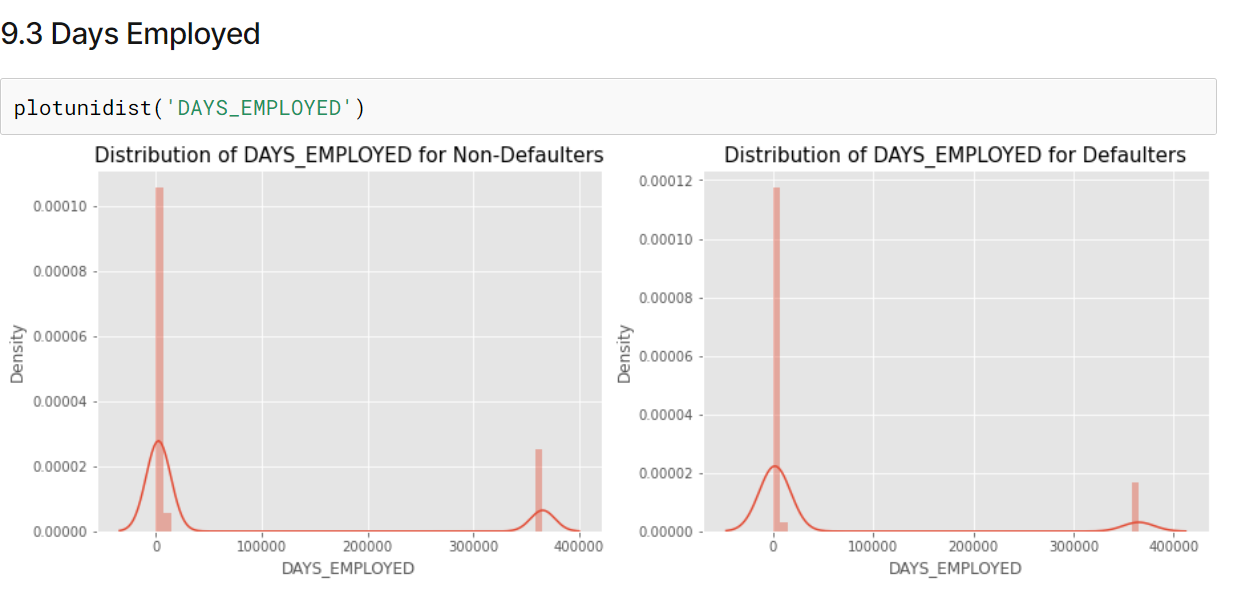 9.3 Days Employed
plotunidist('DAYS_EMPLOYED')
Distribution of DAYS_EMPLOYED for Non-Defaulters
Density
0.00010
0.00008
0.00006
0.00004
0.00002
0.00000
0 100000 200000 300000 400000
DAYS_EMPLOYED
Distribution of DAYS_EMPLOYED for Defaulters
Density
0.00012
0.00010
0.00008
0.00006
0.00004
0.00002
0.00000
0 100000 200000 300000 400000
DAYS_EMPLOYED